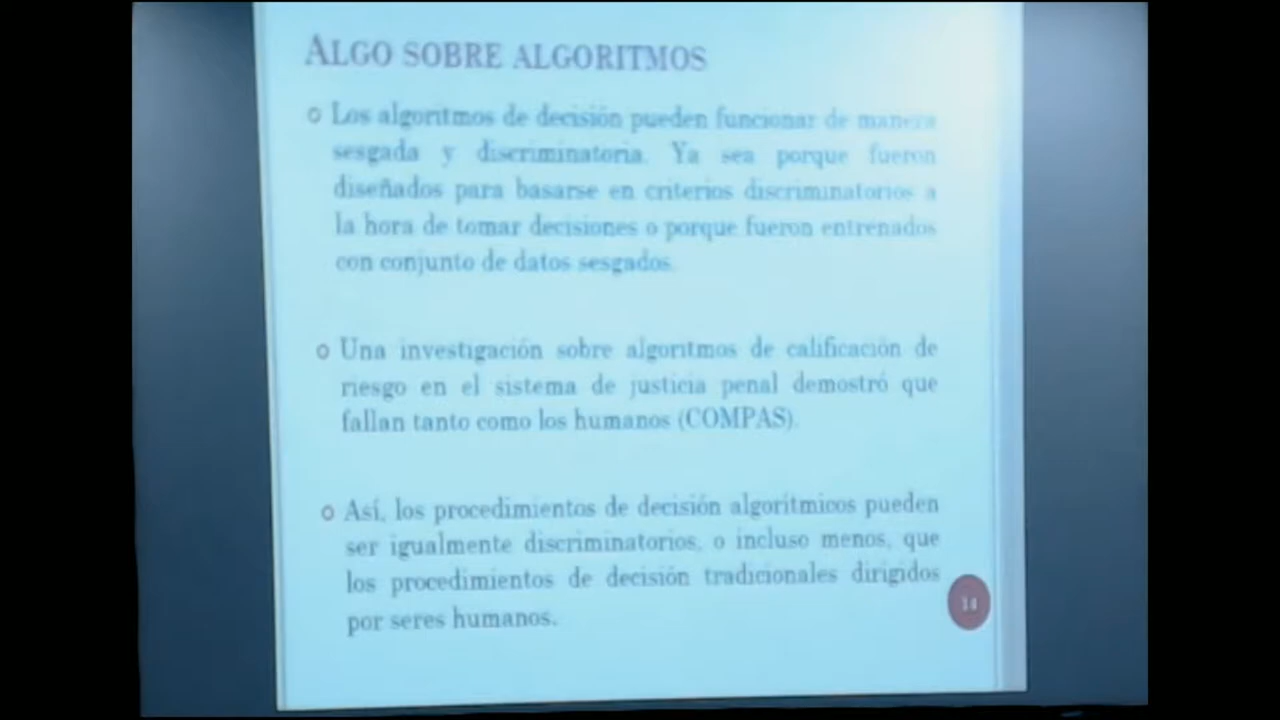 ALGO SOBRE ALGORITMOS
o Los algoritmos de decisión pueden funcionar de manera
sesgada y discriminatoria. Ya sea porque fueron
diseñados para basarse en criterios discriminatorios a
la hora de tomar decisiones o porque fueron entrenados
con conjunto de datos sesgados.
o Una investigación sobre algoritmos de calificación de
riesgo en el sistema de justicia penal demostró que
fallan tanto como los humanos (COMPAS).
o Así, los procedimientos de decisión algorítmicos pueden
ser igualmente discriminatorios, o incluso menos, que
los procedimientos de decisión tradicionales dirigidos
por seres humanos.
14